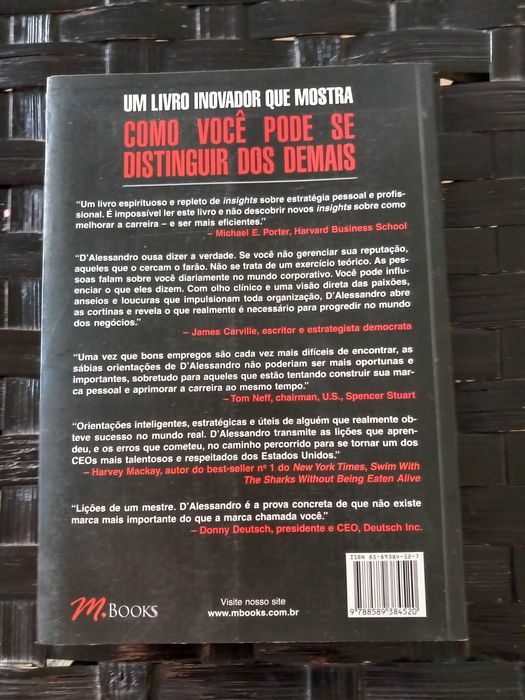 UM LIVRO INOVADOR QUE MOSTRA
COMO VOCÊ PODE SE
DISTINGUIR DOS DEMAIS
“Um livro espirituoso e repleto de insights sobre estratégia pessoal e profis-
sional. É impossível ler este livro e não descobrir novos insights sobre como
melhorar a carreira – e ser mais eficientes.”
– Michael E. Porter, Harvard Business School
“D'Alessandro ousa dizer a verdade. Se você não gerenciar sua reputação,
aqueles que o cercam o farão. Não se trata de um exercício teórico. As pes-
soas falam sobre você diariamente no mundo corporativo. Você pode influ-
enciar o que eles dizem. Com olho clínico e uma visão direta das paixões,
anseios e loucuras que impulsionam toda organização, D'Alessandro abre
as cortinas e revela o que realmente é necessário para progredir no mundo
dos negócios.”
– James Carville, escritor e estrategista democrata
“Uma vez que bons empregos são cada vez mais difíceis de encontrar, as
sábias orientações de D'Alessandro não poderiam ser mais oportunas e
importantes, sobretudo para aqueles que estão tentando construir sua mar-
ca pessoal e aprimorar a carreira ao mesmo tempo.”
– Tom Neff, chairman, U.S., Spencer Stuart
“Orientações inteligentes, estratégicas e úteis de alguém que realmente ob-
teve sucesso no mundo real. D'Alessandro transmite as lições que apren-
deu, e os erros que cometeu, no caminho percorrido para se tornar um dos
CEOs mais talentosos e respeitados dos Estados Unidos.”
– Harvey Mackay, autor do best-seller nº 1 do New York Times, Swim With
The Sharks Without Being Eaten Alive
“Lições de um mestre. D'Alessandro é a prova concreta de que não existe
marca mais importante do que a marca chamada você.”
– Donny Deutsch, presidente e CEO, Deutsch Inc.
ISBN 85-89384-52-7
9 788589 384520
M.BOOKS
Visite nosso site
www.mbooks.com.br